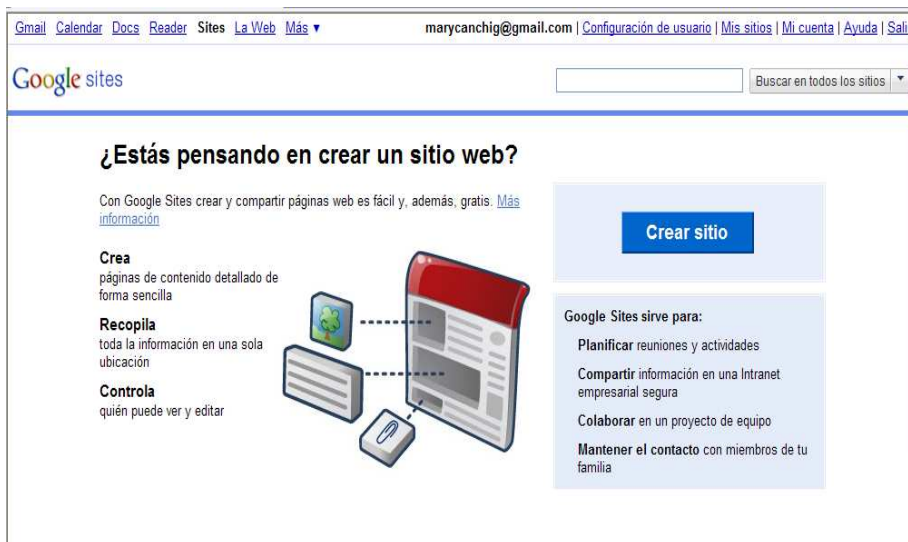 Gmail Calendar Docs Reader Sites La Web Más ▼ marycanchig@gmail.com | Configuración de usuario | Mis sitios | Mi cuenta | Ayuda | Sali
Google sites Buscar en todos los sitios
¿Estás pensando en crear un sitio web?
Con Google Sites crear y compartir páginas web es fácil y, además, gratis. Más
información
Crear sitio
Crea
páginas de contenido detallado de
forma sencilla
Recopila
toda la información en una sola
ubicación
Controla
quién puede ver y editar
Google Sites sirve para:
Planificar reuniones y actividades
Compartir información en una Intranet
empresarial segura
Colaborar en un proyecto de equipo
Mantener el contacto con miembros de tu
familia